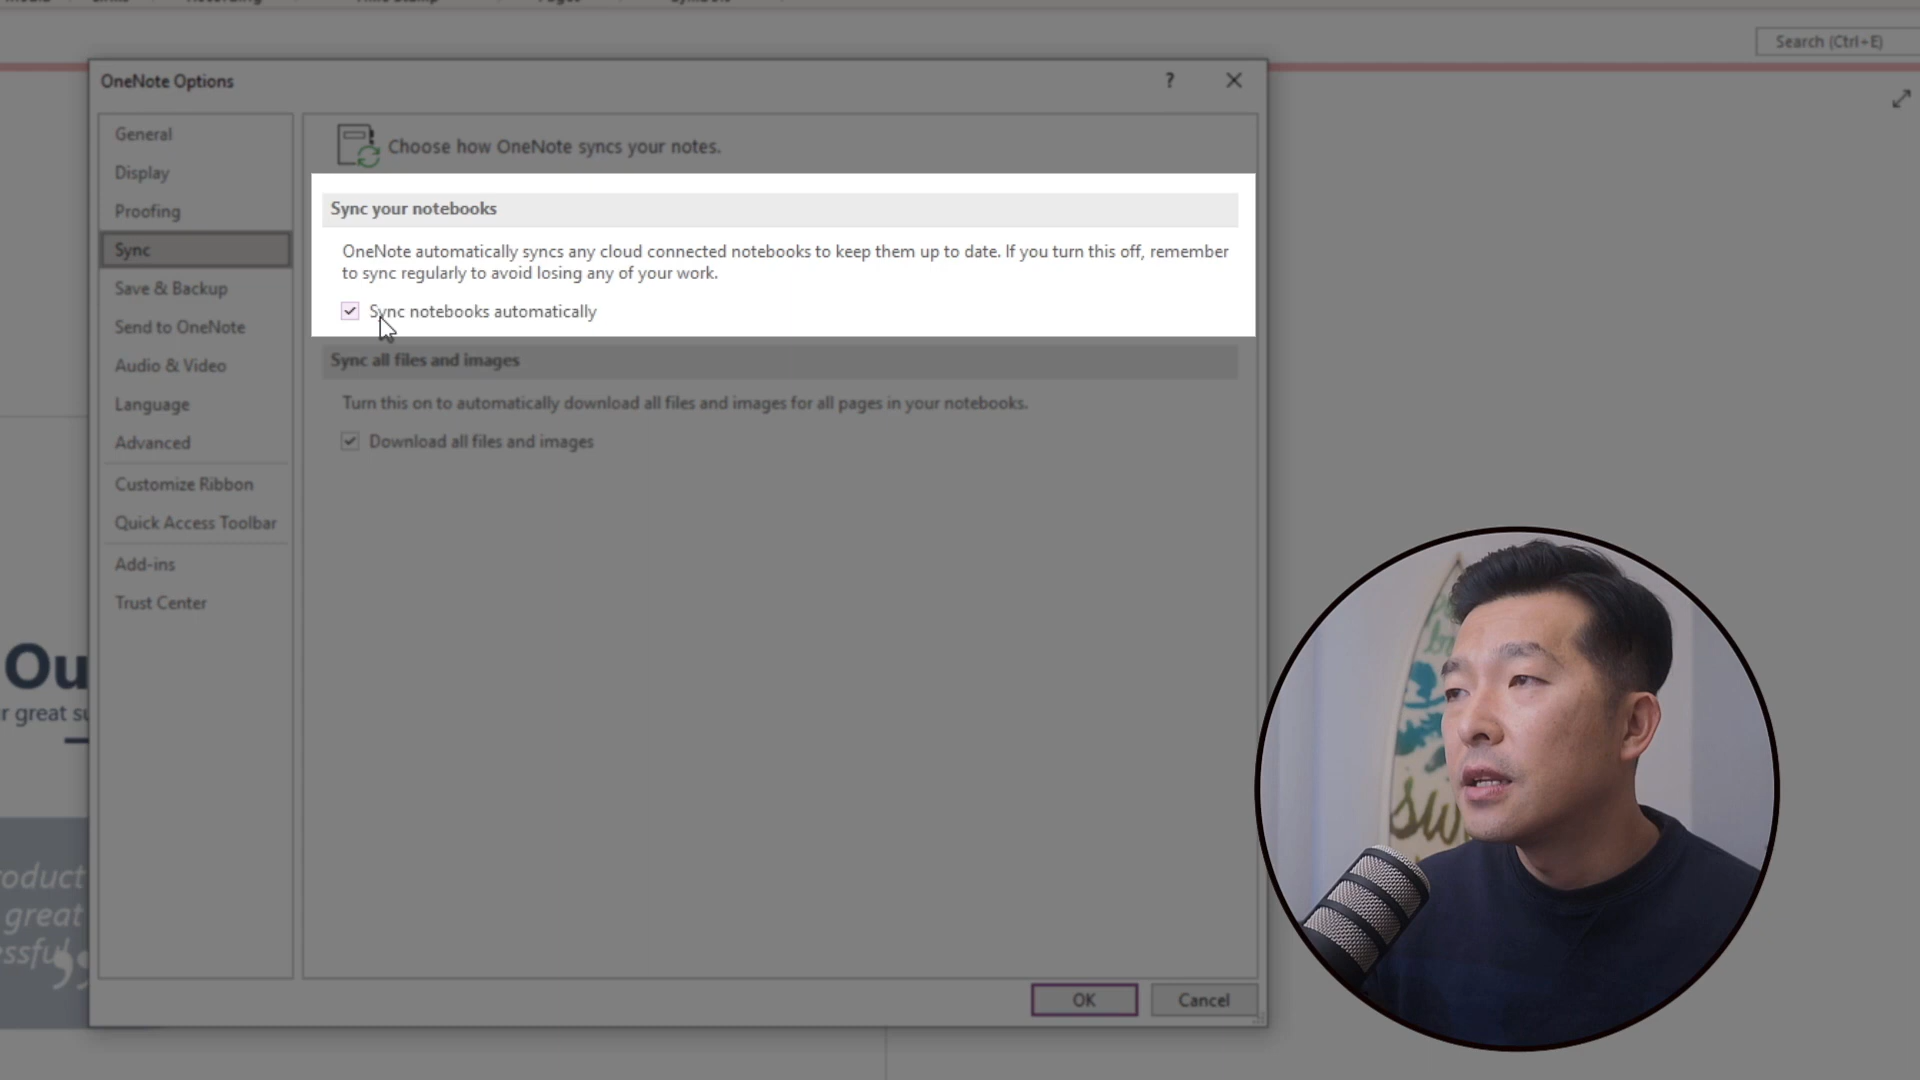 Search (Ctrl+E)
OneNote Options
?
General
Display
Proofing
Sync
Save & Backup
Send to OneNote
Audio & Video
Language
Advanced
Customize Ribbon
Quick Access Toolbar
Add-ins
Trust Center
Choose how OneNote syncs your notes.
Sync your notebooks
OneNote automatically syncs any cloud connected notebooks to keep them up to date. If you turn this off, remember
to sync regularly to avoid losing any of your work.
Sync notebooks automatically
Sync all files and images
Turn this on to automatically download all files and images for all pages in your notebooks.
Download all files and images
OK
Cancel
Ou
r great su
oduct
great
essful